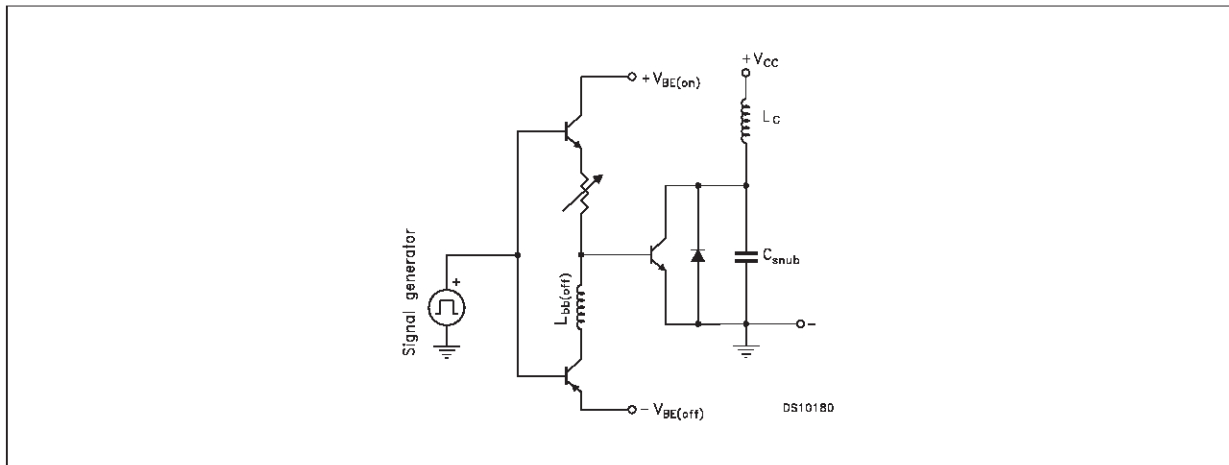 + V_BE(on)
+ V_CC
L_C
Signal generator
+
L_bb(off)
C_snub
-
- V_BE(off)
DS10180